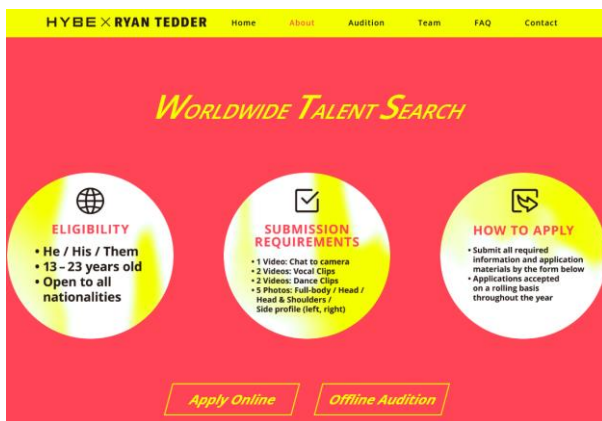 HYBE × RYAN TEDDER
Home
About
Audition
Team
FAQ
Contact
WORLDWIDE TALENT SEARCH
ELIGIBILITY
• He / His / Them
• 13 – 23 years old
• Open to all
nationalities
SUBMISSION
REQUIREMENTS
• 1 Video: Chat to camera
• 2 Videos: Vocal Clips
• 2 Videos: Dance Clips
• 5 Photos: Full-body / Head /
Head & Shoulders /
Side profile (left, right)
HOW TO APPLY
• Submit all required
information and application
materials by the form below
• Applications accepted
on a rolling basis
throughout the year
Apply Online
Offline Audition